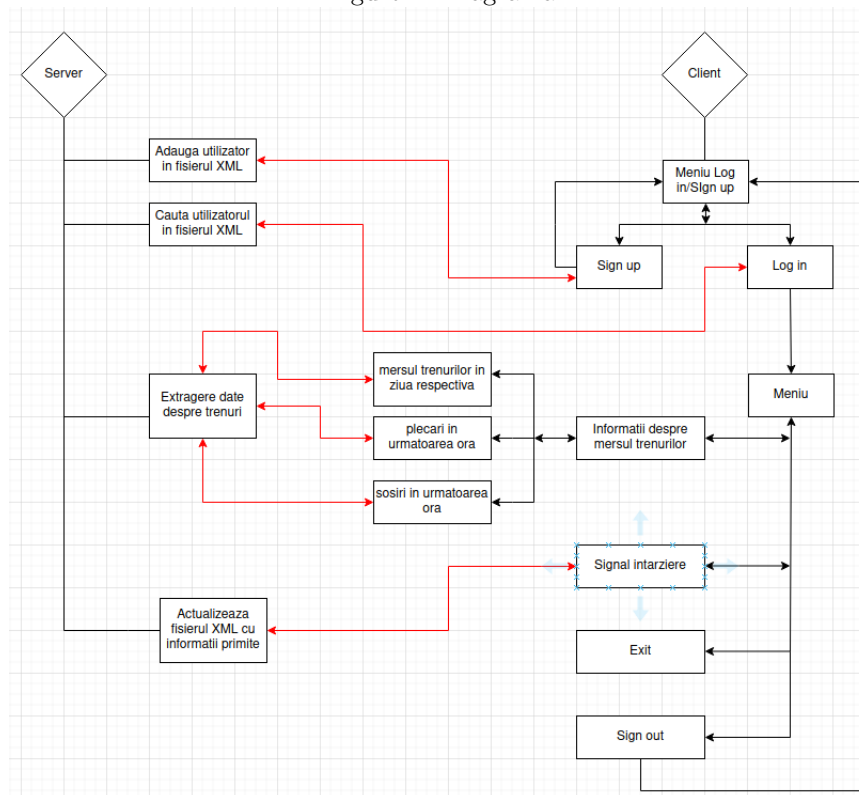 Server
Client
Adauga utilizator
in fisierul XML
Meniu Log
in/SIgn up
Cauta utilizatorul
in fisierul XML
Sign up
Log in
mersul trenurilor in
ziua respectiva
Extragere date
despre trenuri
Meniu
plecari in
urmatoarea ora
Informatii despre
mersul trenurilor
sosiri in urmatoarea
ora
Signal intarziere
Actualizeaza
fisierul XML cu
informatii primite
Exit
Sign out